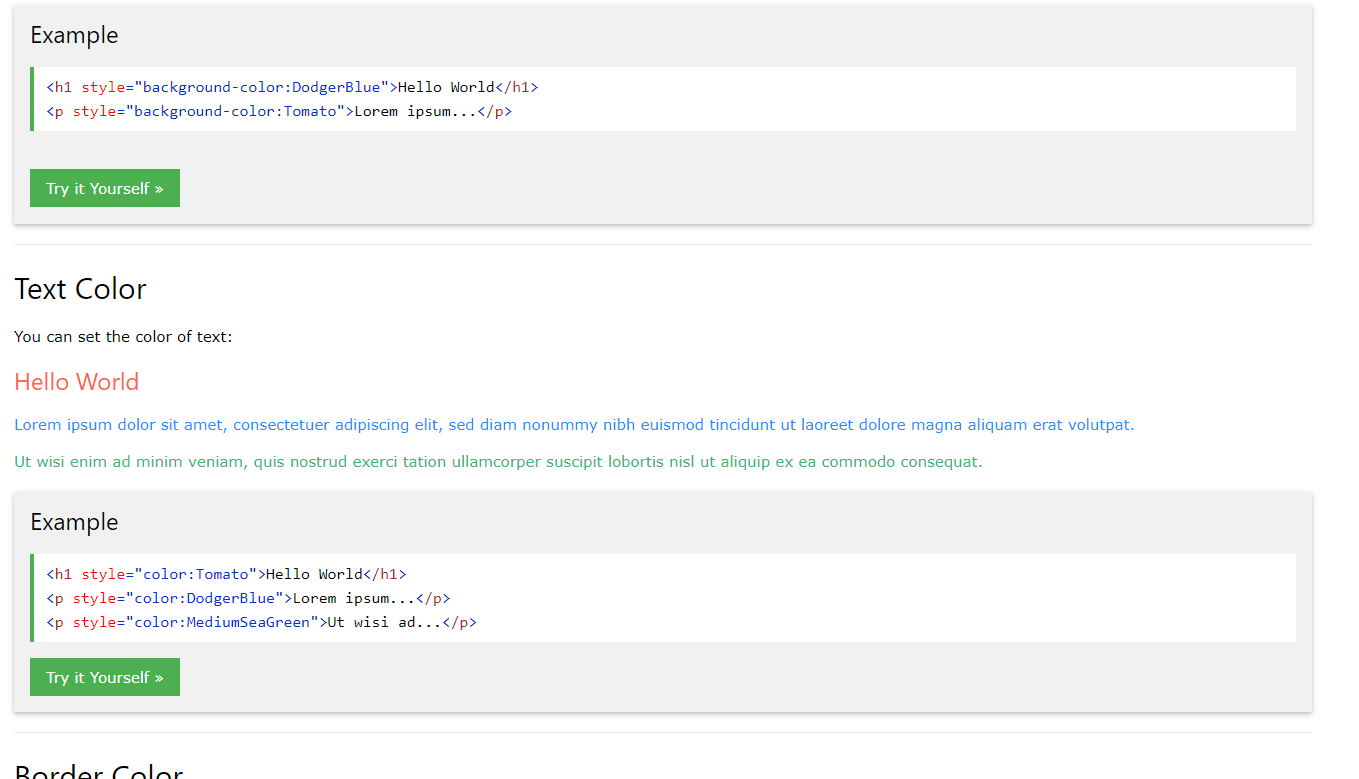 Example
<h1 style="background-color:DodgerBlue">Hello World</h1>
<p style="background-color:Tomato">Lorem ipsum...</p>
Try it Yourself »
Text Color
You can set the color of text:
Hello World
Lorem ipsum dolor sit amet, consectetuer adipiscing elit, sed diam nonummy nibh euismod tincidunt ut laoreet dolore magna aliquam erat volutpat.
Ut wisi enim ad minim veniam, quis nostrud exerci tation ullamcorper suscipit lobortis nisl ut aliquip ex ea commodo consequat.
Example
<h1 style="color:Tomato">Hello World</h1>
<p style="color:DodgerBlue">Lorem ipsum...</p>
<p style="color:MediumSeaGreen">Ut wisi ad...</p>
Try it Yourself »
Border Color